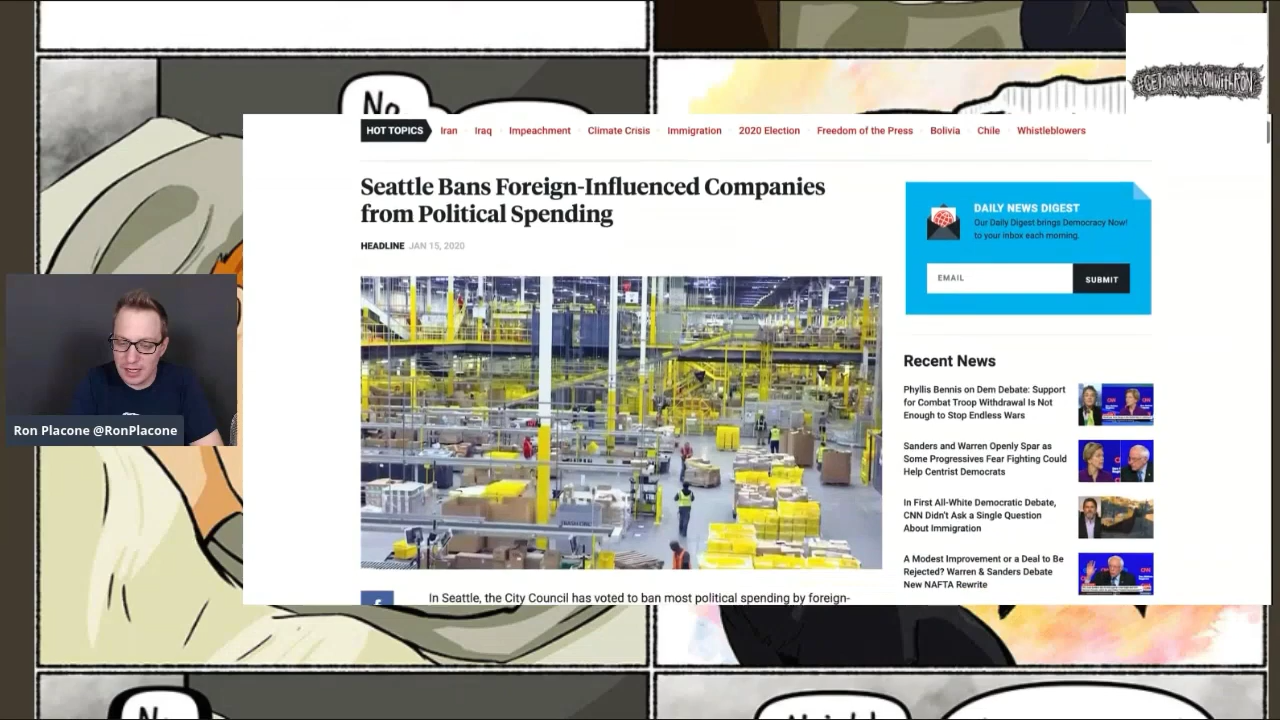 #GETYOURNEWSONWITHRON
No
HOT TOPICS Iran Iraq Impeachment Climate Crisis Immigration 2020 Election Freedom of the Press Bolivia Chile Whistleblowers
Seattle Bans Foreign-Influenced Companies
from Political Spending
HEADLINE JAN 15, 2020
In Seattle, the City Council has voted to ban most political spending by foreign-
DAILY NEWS DIGEST
Our Daily Digest brings Democracy Now!
to your inbox each morning.
EMAIL SUBMIT
Recent News
Phyllis Bennis on Dem Debate: Support
for Combat Troop Withdrawal Is Not
Enough to Stop Endless Wars
Sanders and Warren Openly Spar as
Some Progressives Fear Fighting Could
Help Centrist Democrats
In First All-White Democratic Debate,
CNN Didn't Ask a Single Question
About Immigration
A Modest Improvement or a Deal to Be
Rejected? Warren & Sanders Debate
New NAFTA Rewrite
Ron Placone @RonPlacone